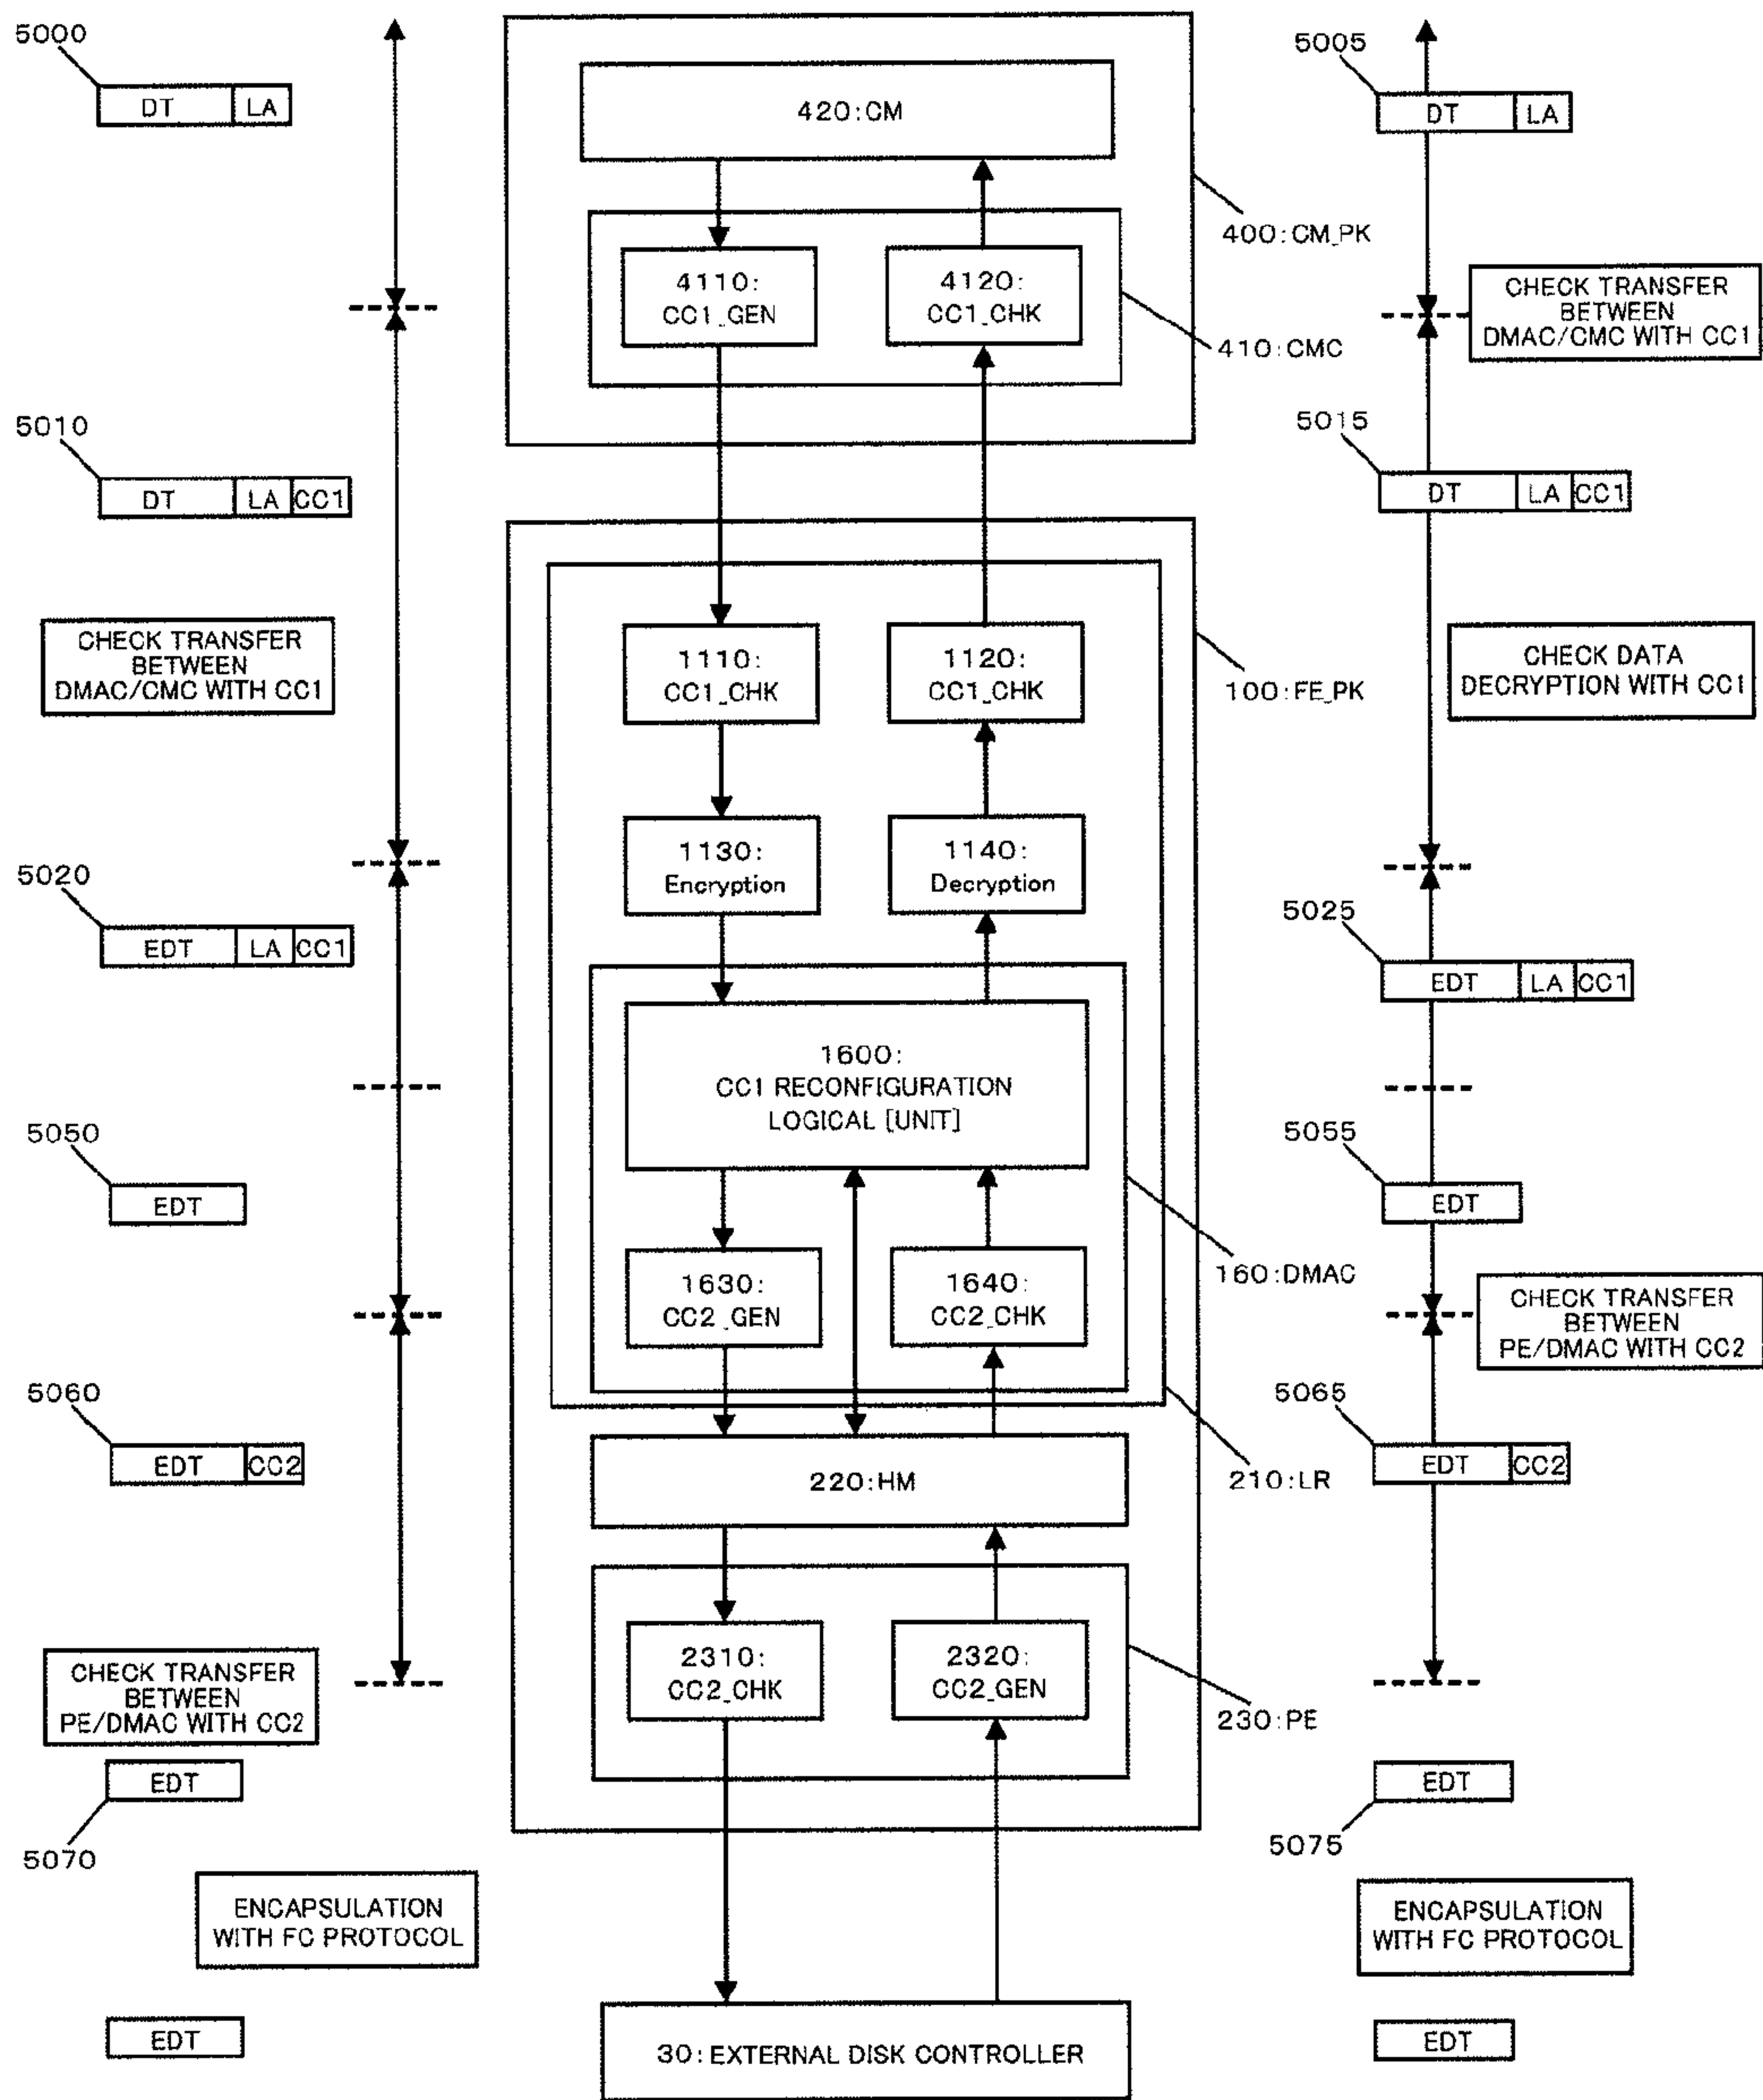 5000
DT LA
420:CM
5005
DT LA
400:CM_PK
4110:
CC1_GEN
4120:
CC1_CHK
410:CMC
CHECK TRANSFER
BETWEEN
DMAC/CMC WITH CC1
5010
DT LA CC1
5015
DT LA CC1
CHECK TRANSFER
BETWEEN
DMAC/CMC WITH CC1
1110:
CC1_CHK
1120:
CC1_CHK
100:FE_PK
CHECK DATA
DECRYPTION WITH CC1
1130:
Encryption
1140:
Decryption
5020
EDT LA CC1
5025
EDT LA CC1
1600:
CC1 RECONFIGURATION
LOGICAL [UNIT]
5050
EDT
5055
EDT
1630:
CC2_GEN
1640:
CC2_CHK
160:DMAC
CHECK TRANSFER
BETWEEN
PE/DMAC WITH CC2
5060
EDT CC2
220:HM
210:LR
5065
EDT CC2
CHECK TRANSFER
BETWEEN
PE/DMAC WITH CC2
2310:
CC2_CHK
2320:
CC2_GEN
230:PE
EDT
5070
EDT
5075
ENCAPSULATION
WITH FC PROTOCOL
ENCAPSULATION
WITH FC PROTOCOL
EDT
30:EXTERNAL DISK CONTROLLER
EDT